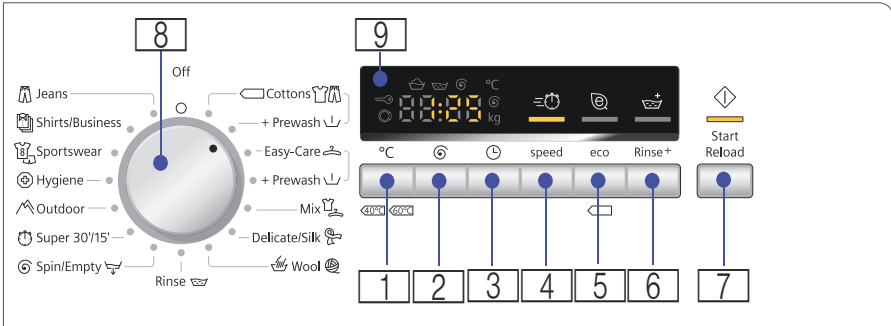 8
9
Off
Jeans
Shirts/Business
Sportswear
Hygiene
Outdoor
Super 30'/15'
Spin/Empty
Rinse
Cottons
+ Prewash
Easy-Care
+ Prewash
Mix
Delicate/Silk
Wool
°C
1:25
kg
°C
speed
eco
Rinse+
Start
Reload
40°C 60°C
1 2 3 4 5 6 7